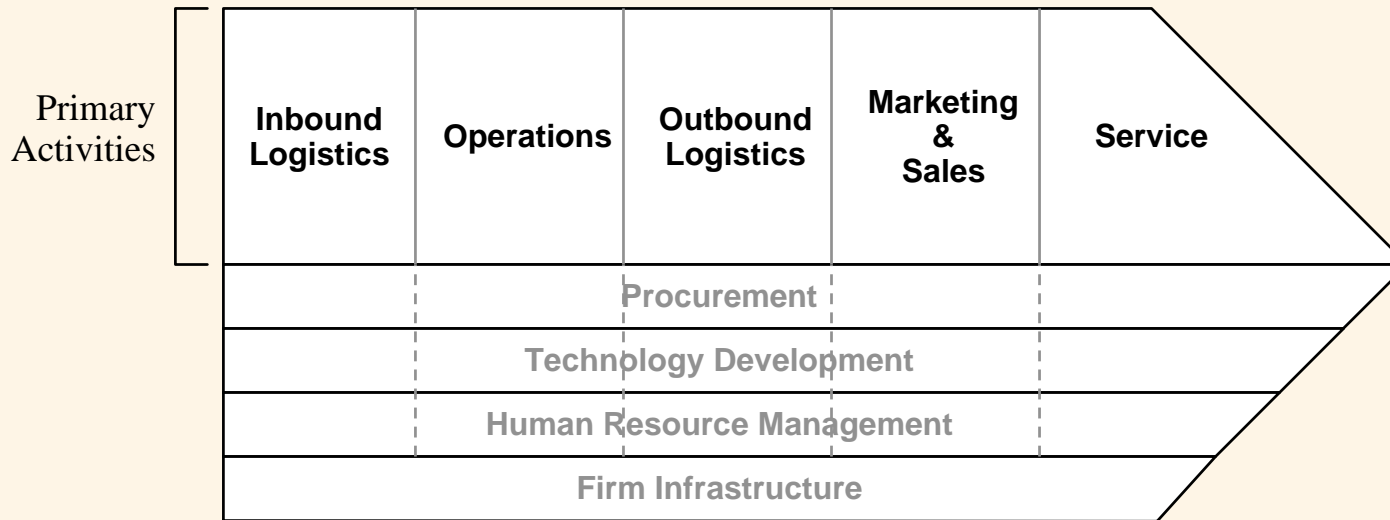 Primary
Activities
Inbound
Logistics
Operations
Outbound
Logistics
Marketing
&
Sales
Service
Procurement
Technology Development
Human Resource Management
Firm Infrastructure